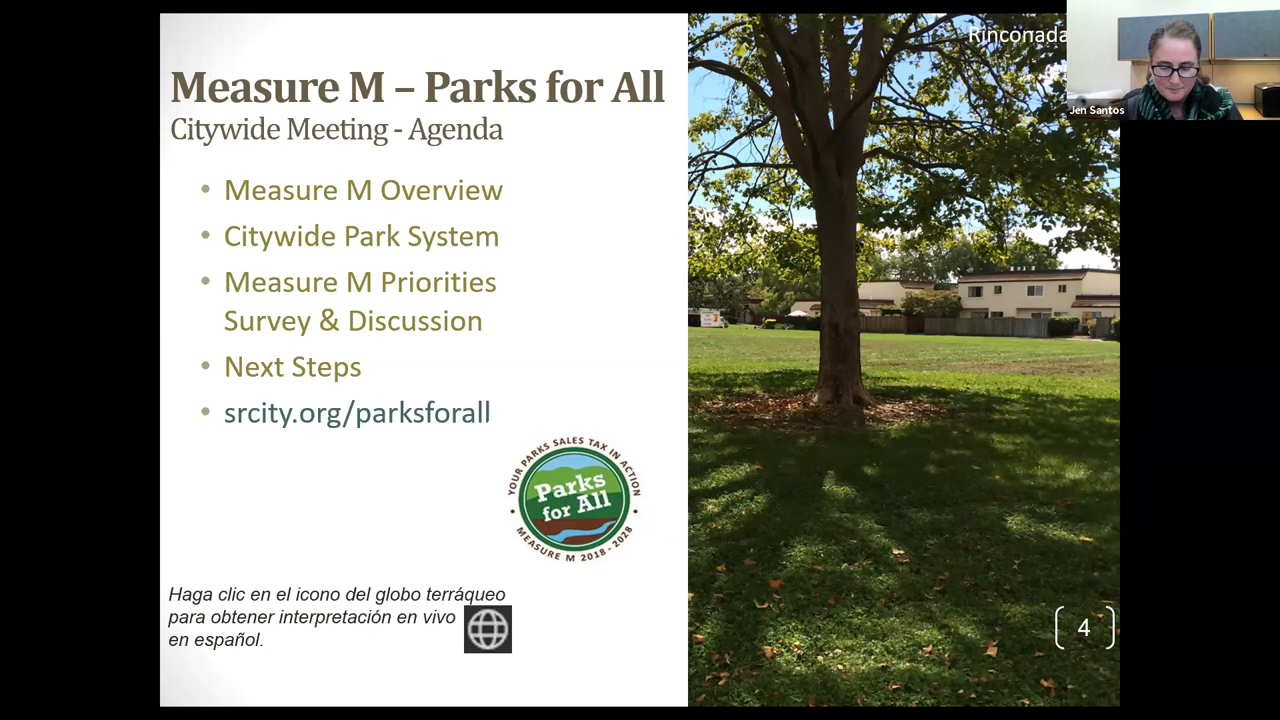 Measure M – Parks for All
Citywide Meeting - Agenda
• Measure M Overview
• Citywide Park System
• Measure M Priorities
Survey & Discussion
• Next Steps
• srcity.org/parksforall
YOUR PARKS SALES TAX IN ACTION
Parks
for All
• MEASURE M 2018 - 2028 •
Haga clic en el icono del globo terráqueo
para obtener interpretación en vivo
en español.
Rinconada
Jen Santos
4